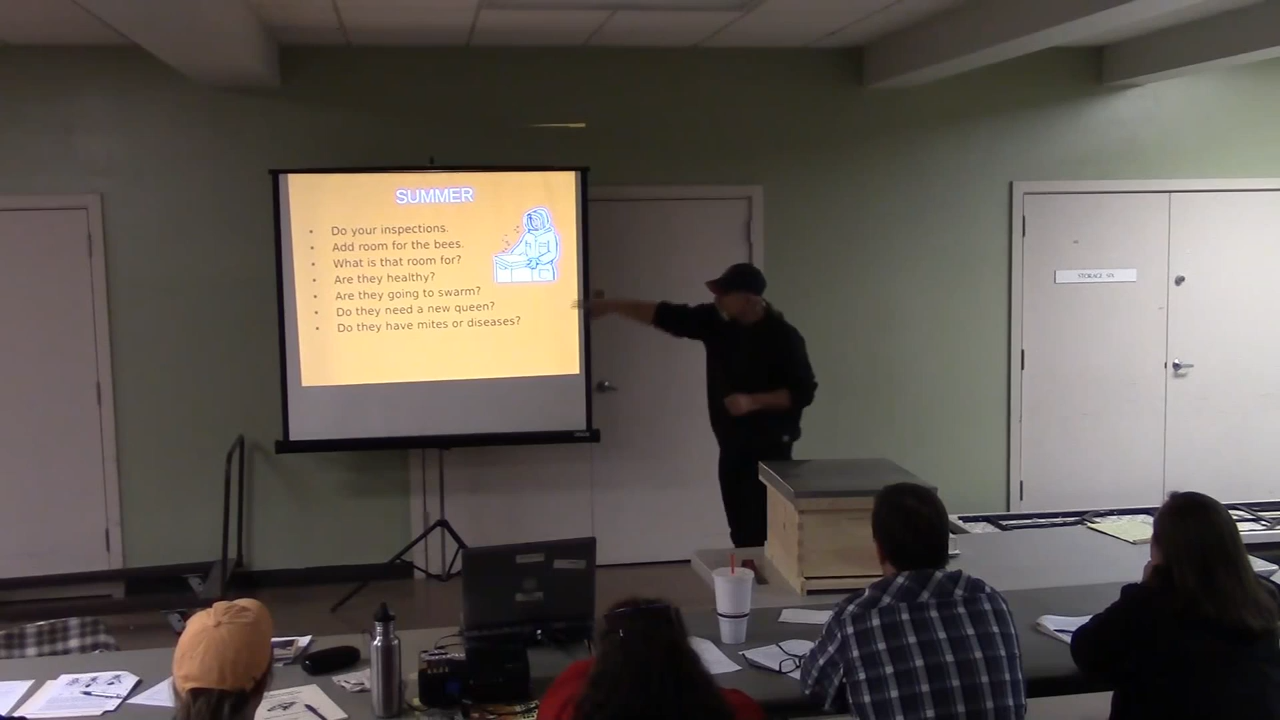 SUMMER
• Do your inspections.
• Add room for the bees.
• What is that room for?
• Are they healthy?
• Are they going to swarm?
• Do they need a new queen?
• Do they have mites or diseases?